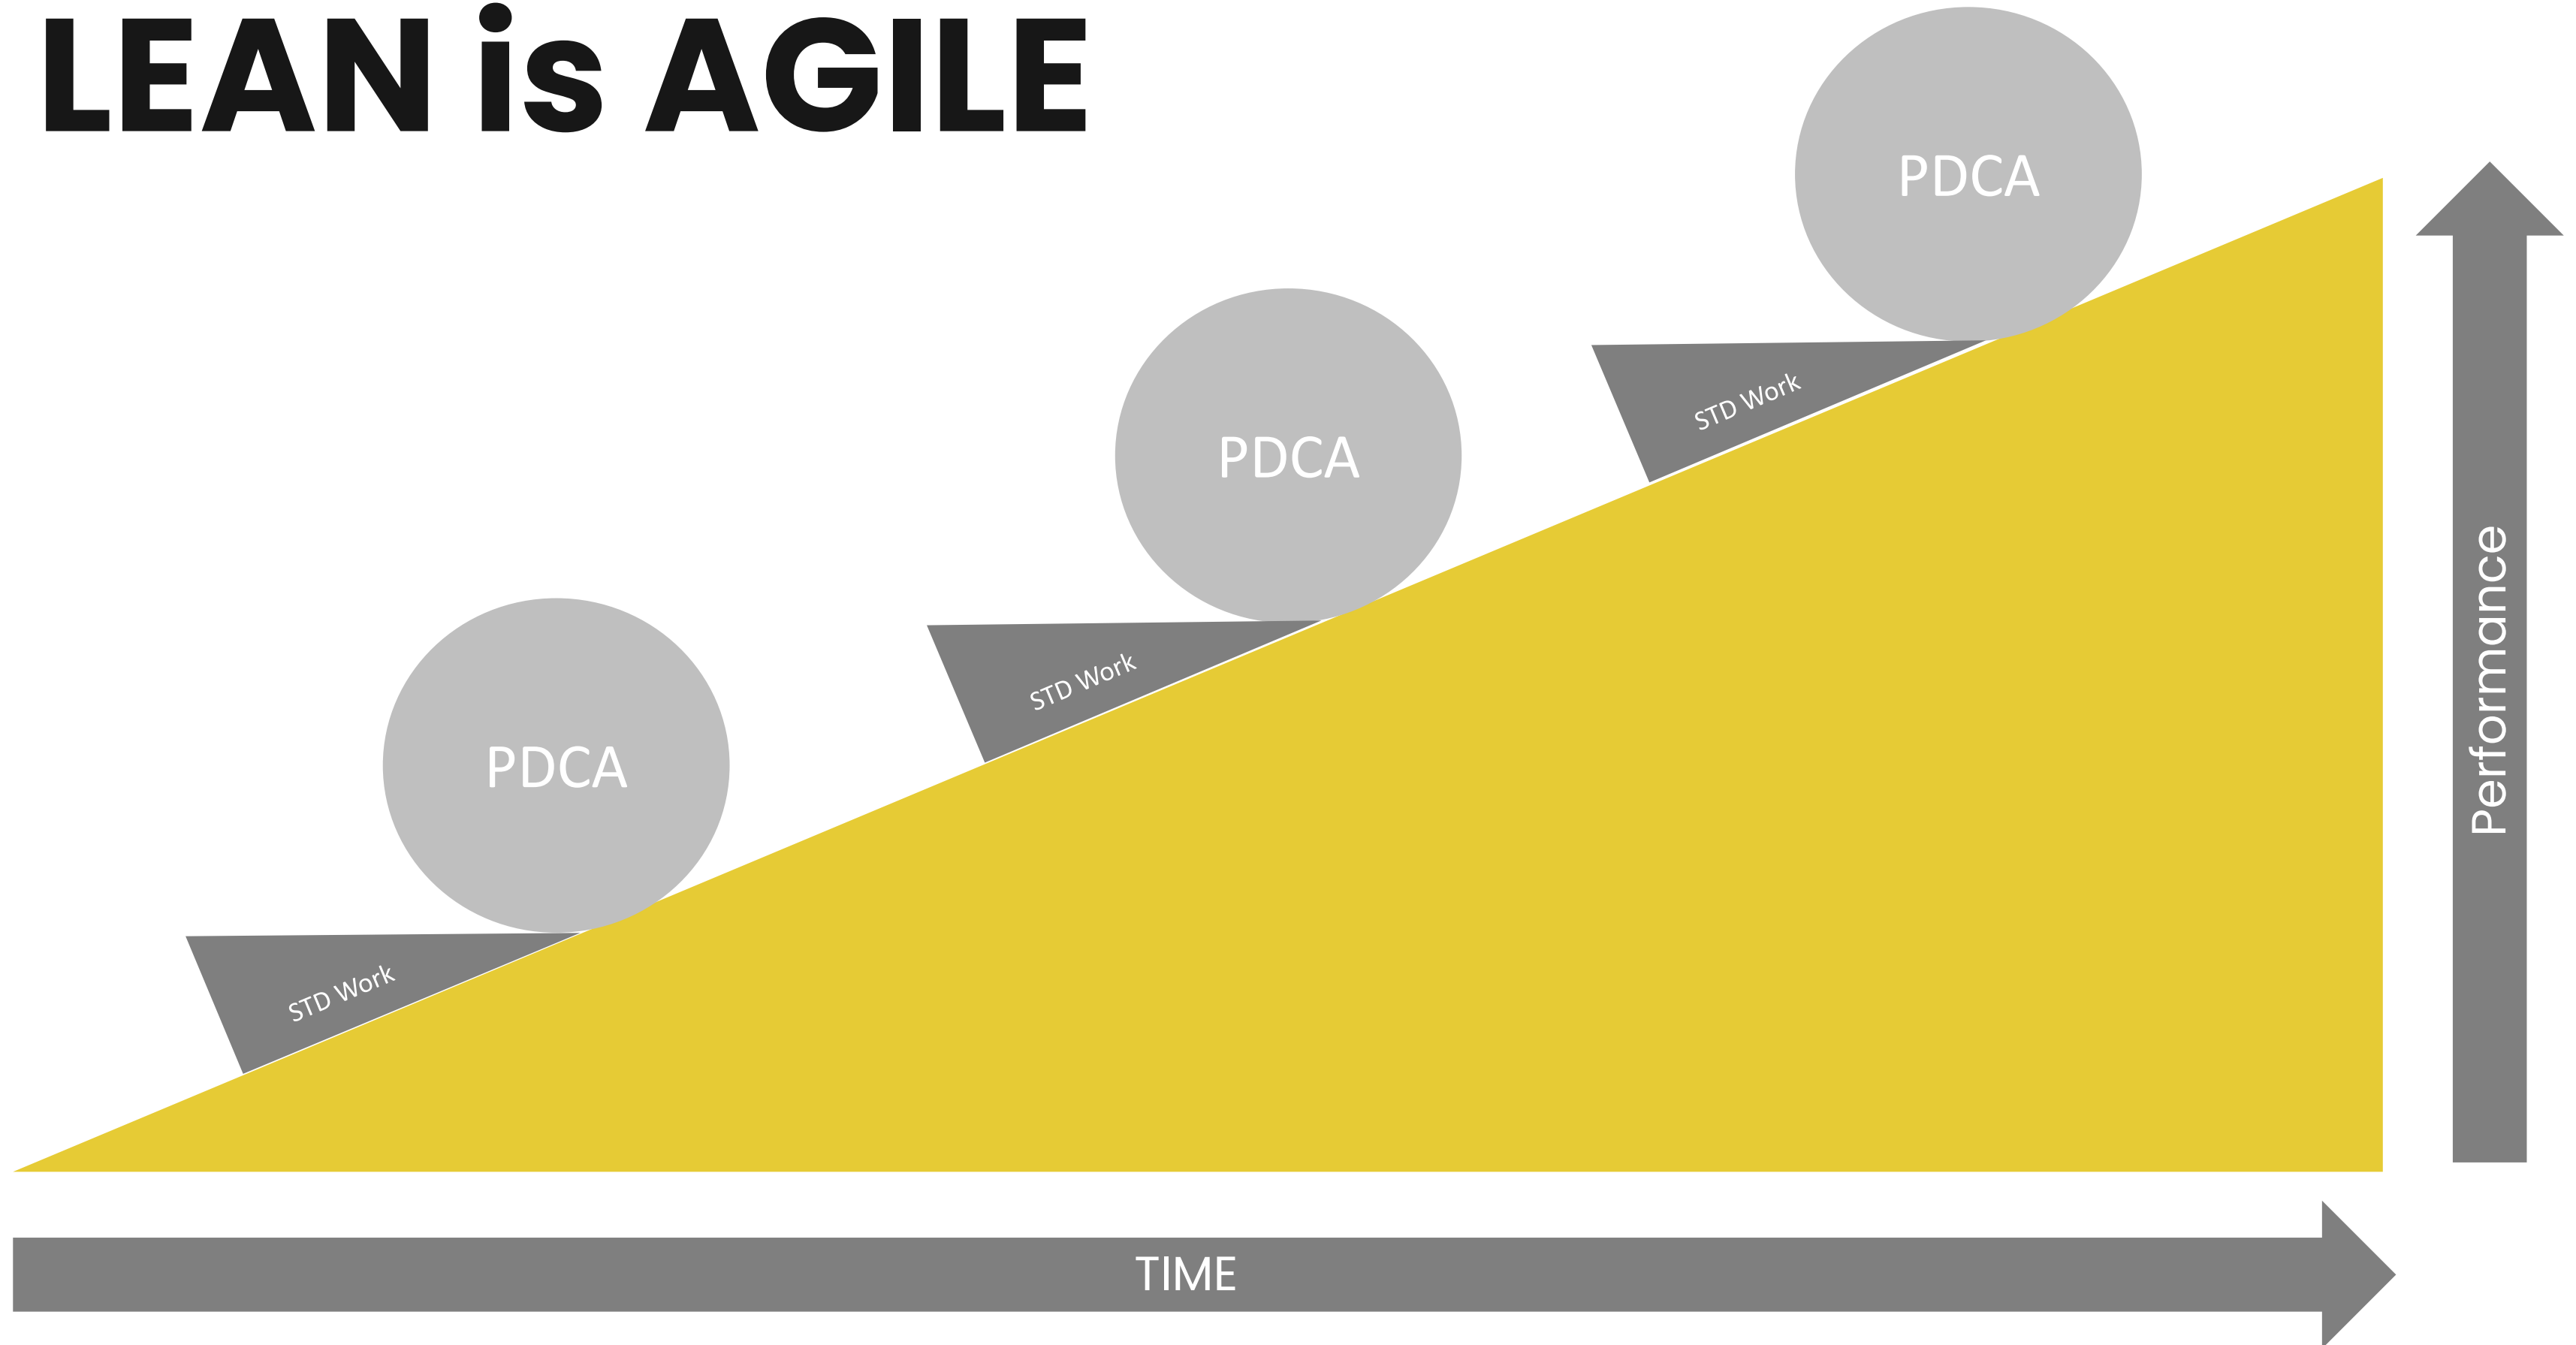 LEAN is AGILE
PDCA
STD Work
PDCA
STD Work
PDCA
STD Work
Performance
TIME